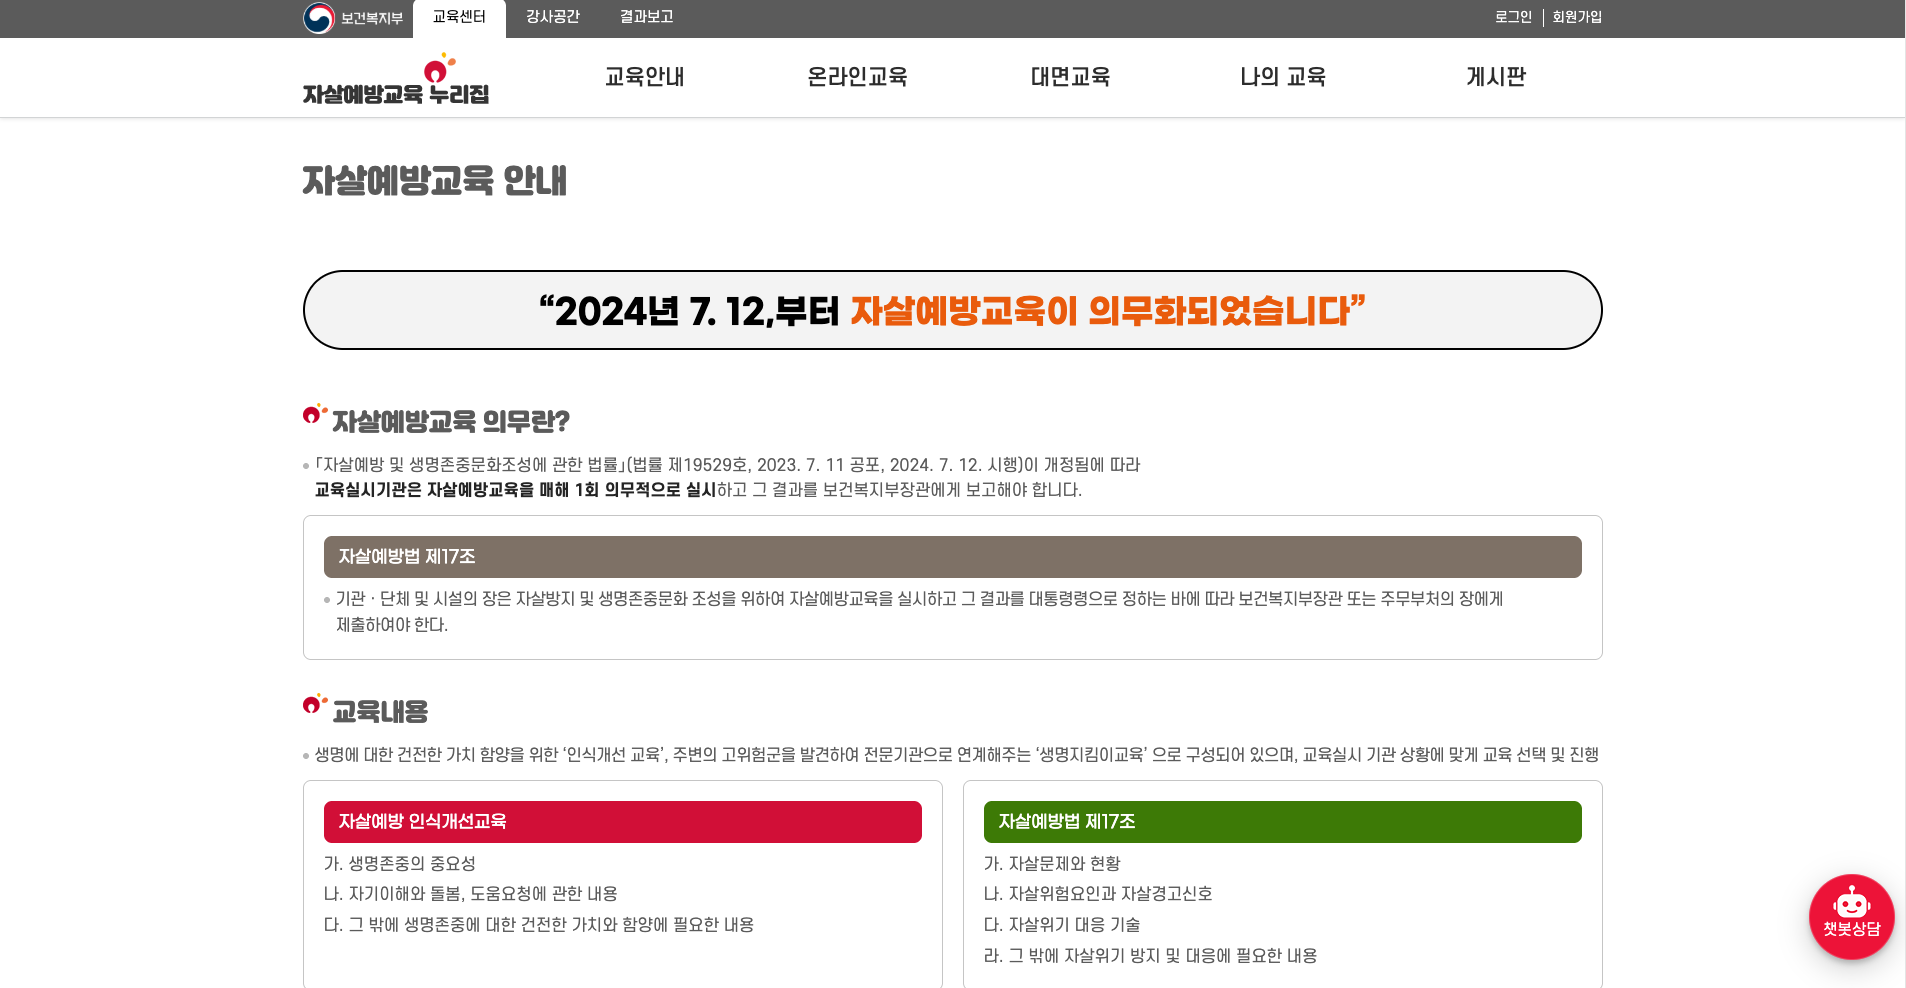 보건복지부 교육센터 강사공간 결과보고 로그인 회원가입
자살예방교육 누리집 교육안내 온라인교육 대면교육 나의 교육 게시판
자살예방교육 안내
“2024년 7. 12,부터 자살예방교육이 의무화되었습니다”
자살예방교육 의무란?
「자살예방 및 생명존중문화조성에 관한 법률」(법률 제19529호, 2023. 7. 11 공포, 2024. 7. 12. 시행)이 개정됨에 따라
교육실시기관은 자살예방교육을 매해 1회 의무적으로 실시하고 그 결과를 보건복지부장관에게 보고해야 합니다.
자살예방법 제17조
기관ㆍ단체 및 시설의 장은 자살방지 및 생명존중문화 조성을 위하여 자살예방교육을 실시하고 그 결과를 대통령령으로 정하는 바에 따라 보건복지부장관 또는 주무부처의 장에게
제출하여야 한다.
교육내용
생명에 대한 건전한 가치 함양을 위한 ‘인식개선 교육’, 주변의 고위험군을 발견하여 전문기관으로 연계해주는 ‘생명지킴이교육’ 으로 구성되어 있으며, 교육실시 기관 상황에 맞게 교육 선택 및 진행
자살예방 인식개선교육
가. 생명존중의 중요성
나. 자기이해와 돌봄, 도움요청에 관한 내용
다. 그 밖에 생명존중에 대한 건전한 가치와 함양에 필요한 내용
자살예방법 제17조
가. 자살문제와 현황
나. 자살위험요인과 자살경고신호
다. 자살위기 대응 기술
라. 그 밖에 자살위기 방지 및 대응에 필요한 내용
챗봇상담